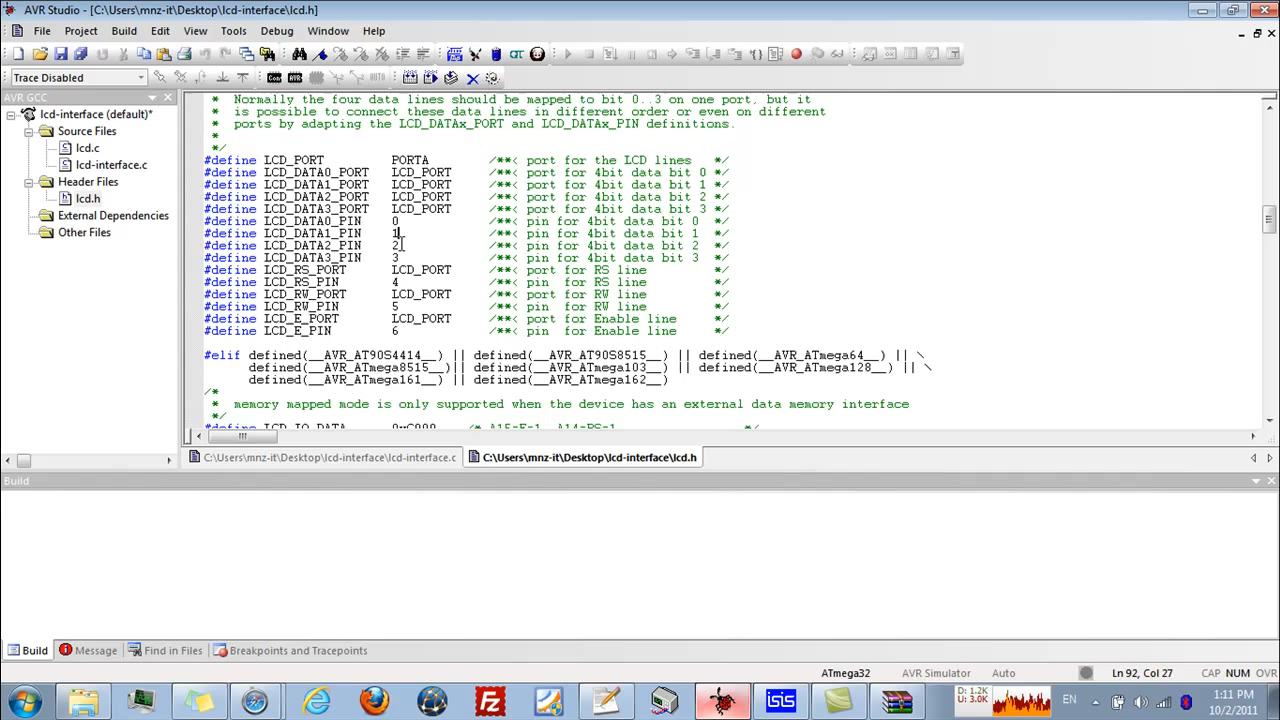 AVR Studio - [C:\Users\mnz-it\Desktop\lcd-interface\lcd.h]
File Project Build Edit View Tools Debug Window Help
Trace Disabled
AVR GCC
lcd-interface (default)*
Source Files
lcd.c
lcd-interface.c
Header Files
lcd.h
External Dependencies
Other Files
* Normally the four data lines should be mapped to bit 0..3 on one port, but it
* is possible to connect these data lines in different order or even on different
* ports by adapting the LCD_DATAx_PORT and LCD_DATAx_PIN definitions.
*
*/
#define LCD_PORT PORTA /**< port for the LCD lines */
#define LCD_DATA0_PORT LCD_PORT /**< port for 4bit data bit 0 */
#define LCD_DATA1_PORT LCD_PORT /**< port for 4bit data bit 1 */
#define LCD_DATA2_PORT LCD_PORT /**< port for 4bit data bit 2 */
#define LCD_DATA3_PORT LCD_PORT /**< port for 4bit data bit 3 */
#define LCD_DATA0_PIN 0 /**< pin for 4bit data bit 0 */
#define LCD_DATA1_PIN 1 /**< pin for 4bit data bit 1 */
#define LCD_DATA2_PIN 2 /**< pin for 4bit data bit 2 */
#define LCD_DATA3_PIN 3 /**< pin for 4bit data bit 3 */
#define LCD_RS_PORT LCD_PORT /**< port for RS line */
#define LCD_RS_PIN 4 /**< pin for RS line */
#define LCD_RW_PORT LCD_PORT /**< port for RW line */
#define LCD_RW_PIN 5 /**< pin for RW line */
#define LCD_E_PORT LCD_PORT /**< port for Enable line */
#define LCD_E_PIN 6 /**< pin for Enable line */
#elif defined(__AVR_AT90S4414__) || defined(__AVR_AT90S8515__) || defined(__AVR_ATmega64__) || \
defined(__AVR_ATmega8515__)|| defined(__AVR_ATmega103__) || defined(__AVR_ATmega128__) || \
defined(__AVR_ATmega161__) || defined(__AVR_ATmega162__)
/*
* memory mapped mode is only supported when the device has an external data memory interface
*/
#define LCD_IO_DATA 0xC000 /* A15=E=1, A14=RS=1 */
C:\Users\mnz-it\Desktop\lcd-interface\lcd-interface.c
C:\Users\mnz-it\Desktop\lcd-interface\lcd.h
Build
Build Message Find in Files Breakpoints and Tracepoints
ATmega32 AVR Simulator Auto Ln 92, Col 27 CAP NUM OVR
D: 1.2K
U: 3.0K
EN
1:11 PM
10/2/2011